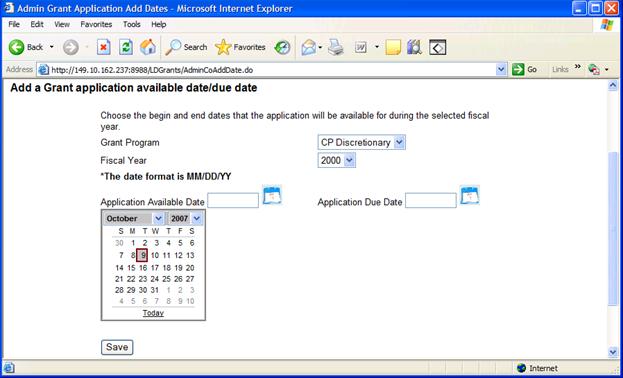 Admin Grant Application Add Dates - Microsoft Internet Explorer
File Edit View Favorites Tools Help
Back Search Favorites W
Address http://149.10.162.237:8988/LDGrants/AdminCoAddDate.do Go Links »
Add a Grant application available date/due date
Choose the begin and end dates that the application will be available for during the selected fiscal
year.
Grant Program CP Discretionary
Fiscal Year 2000
*The date format is MM/DD/YY
Application Available Date Application Due Date
October 2007
S M T W T F S
30 1 2 3 4 5 6
7 8 9 10 11 12 13
14 15 16 17 18 19 20
21 22 23 24 25 26 27
28 29 30 31 1 2 3
4 5 6 7 8 9 10
Today
Save
Internet